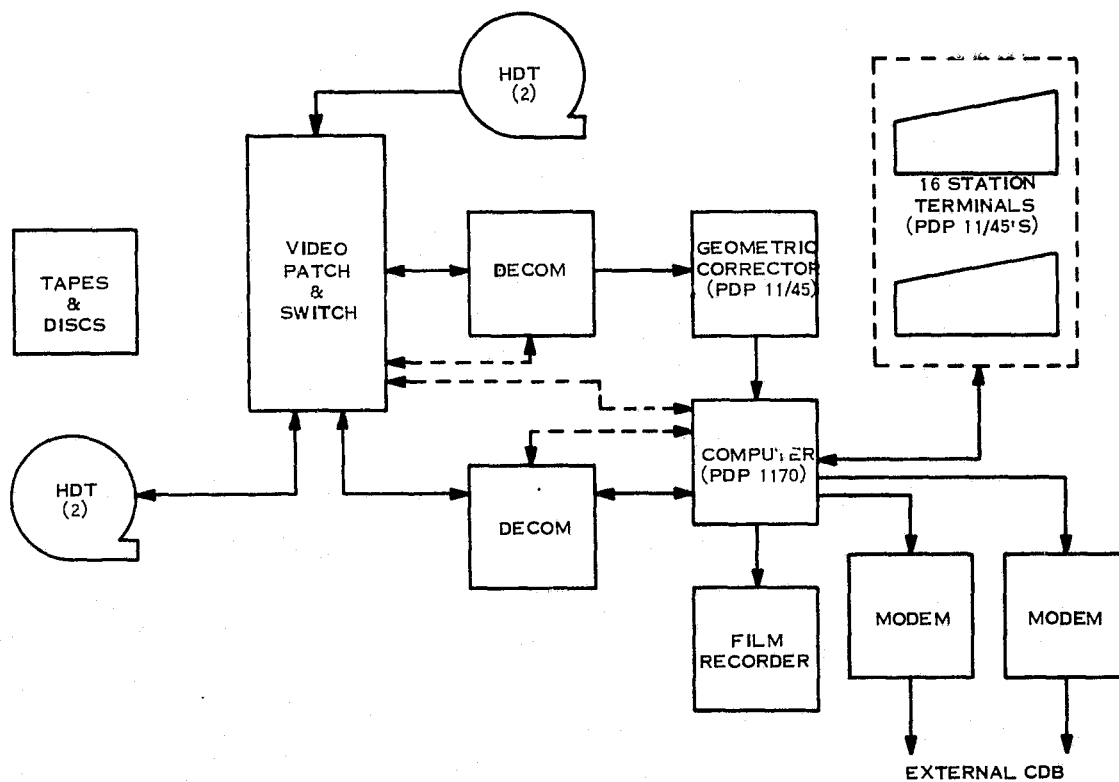 HDT
(2)
16 STATION
TERMINALS
(PDP 11/45'S)
TAPES
&
DISCS
VIDEO
PATCH
&
SWITCH
DECOM
GEOMETRIC
CORRECTOR
(PDP 11/45)
HDT
(2)
DECOM
COMPUTER
(PDP 1170)
FILM
RECORDER
MODEM
MODEM
EXTERNAL CDB